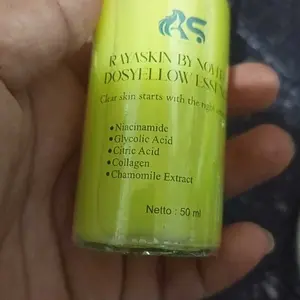 RS
RAYASKIN BY
DOSYELLOW
Clear skin starts with the
• Niacinamide
• Glycolic Acid
• Citric Acid
• Collagen
• Chamomile Extract
Netto : 50 ml